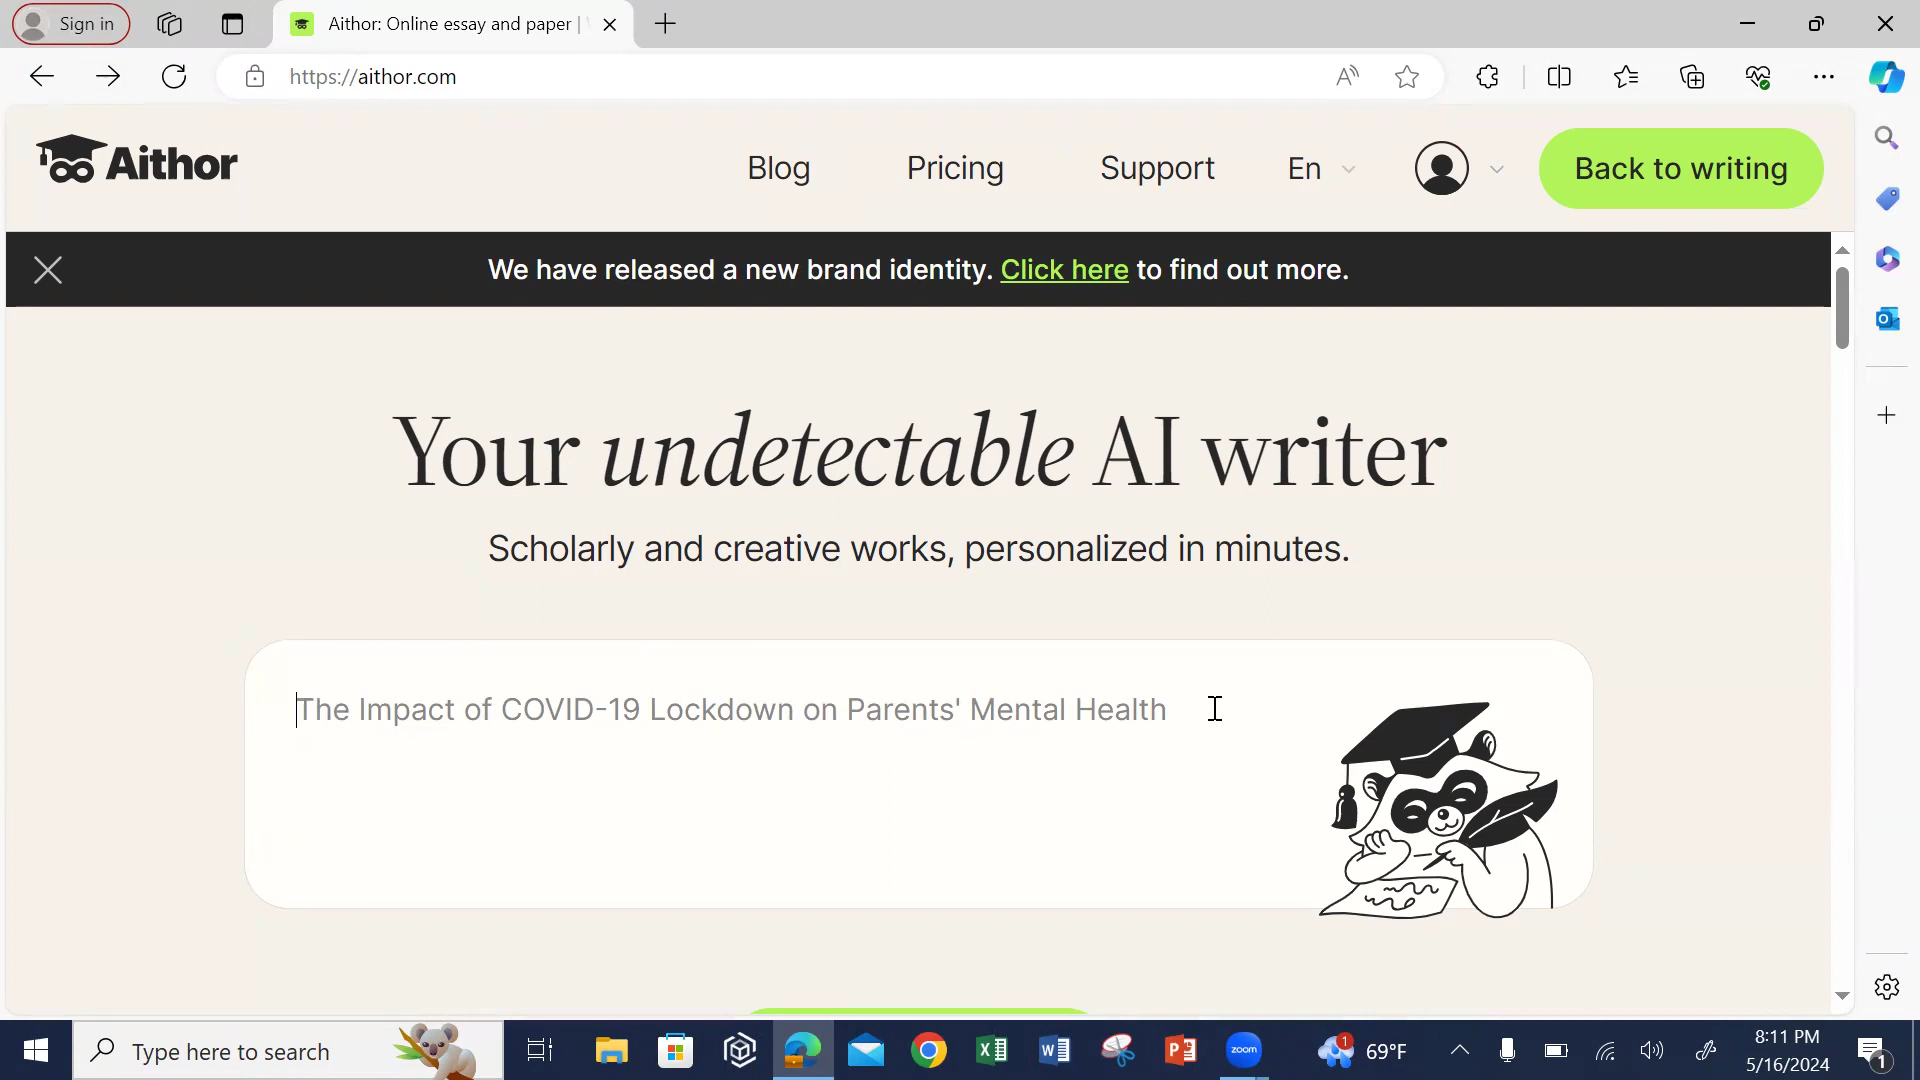 Sign in
Aithor: Online essay and paper |
https://aithor.com
Aithor
Blog
Pricing
Support
En
Back to writing
We have released a new brand identity. Click here to find out more.
Your undetectable AI writer
Scholarly and creative works, personalized in minutes.
The Impact of COVID-19 Lockdown on Parents' Mental Health
Type here to search
zoom
1
69°F
8:11 PM
5/16/2024
1